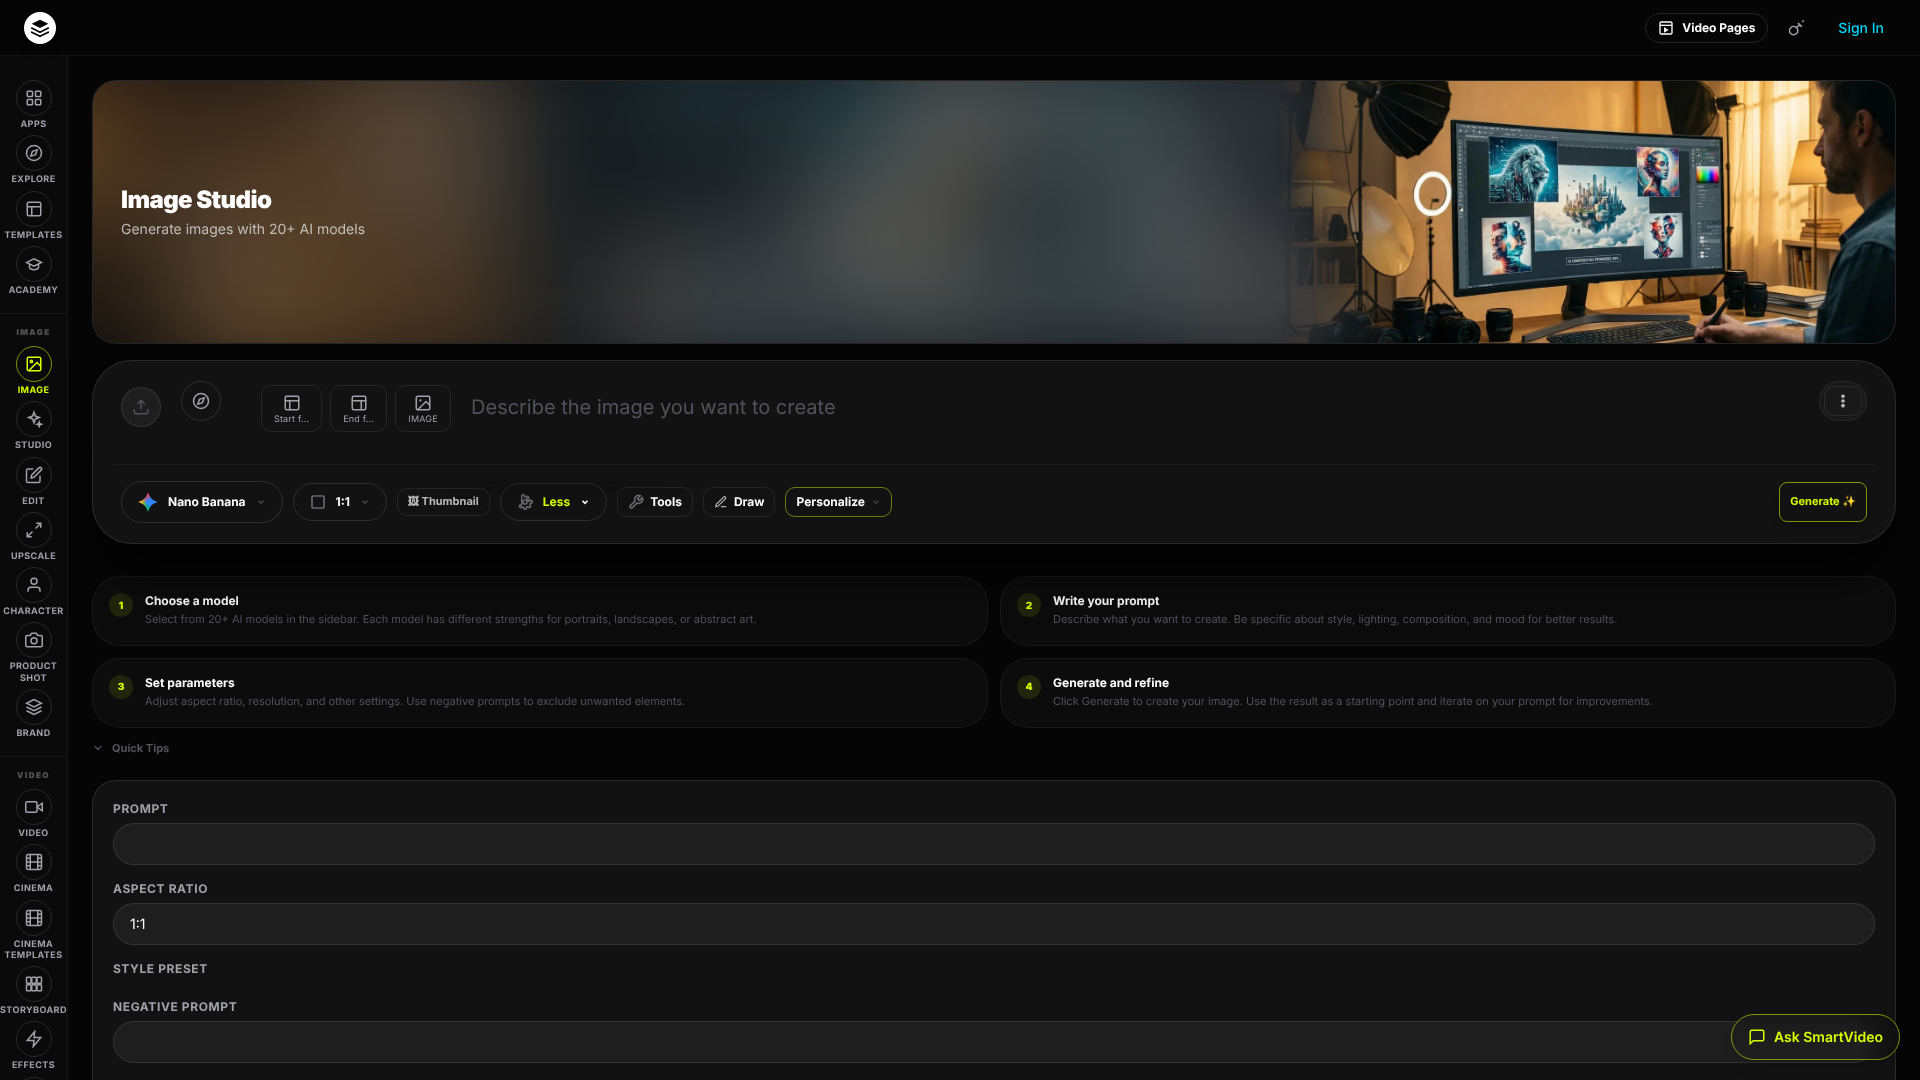 Video Pages
Sign In
APPS
EXPLORE
TEMPLATES
ACADEMY
IMAGE
IMAGE
STUDIO
EDIT
UPSCALE
CHARACTER
PRODUCT
SHOT
BRAND
VIDEO
VIDEO
CINEMA
CINEMA
TEMPLATES
STORYBOARD
EFFECTS
Image Studio
Generate images with 20+ AI models
Start f...
End f...
IMAGE
Describe the image you want to create
Nano Banana
1:1
Thumbnail
Less
Tools
Draw
Personalize
Generate ✨
1
Choose a model
Select from 20+ AI models in the sidebar. Each model has different strengths for portraits, landscapes, or abstract art.
2
Write your prompt
Describe what you want to create. Be specific about style, lighting, composition, and mood for better results.
3
Set parameters
Adjust aspect ratio, resolution, and other settings. Use negative prompts to exclude unwanted elements.
4
Generate and refine
Click Generate to create your image. Use the result as a starting point and iterate on your prompt for improvements.
Quick Tips
PROMPT
ASPECT RATIO
1:1
STYLE PRESET
NEGATIVE PROMPT
Ask SmartVideo